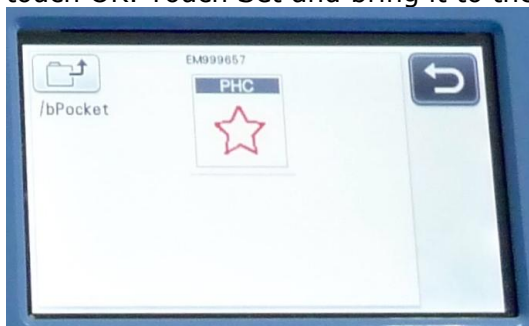 touch OK. Touch Set and bring it to the
EM999657
PHC
/bPocket